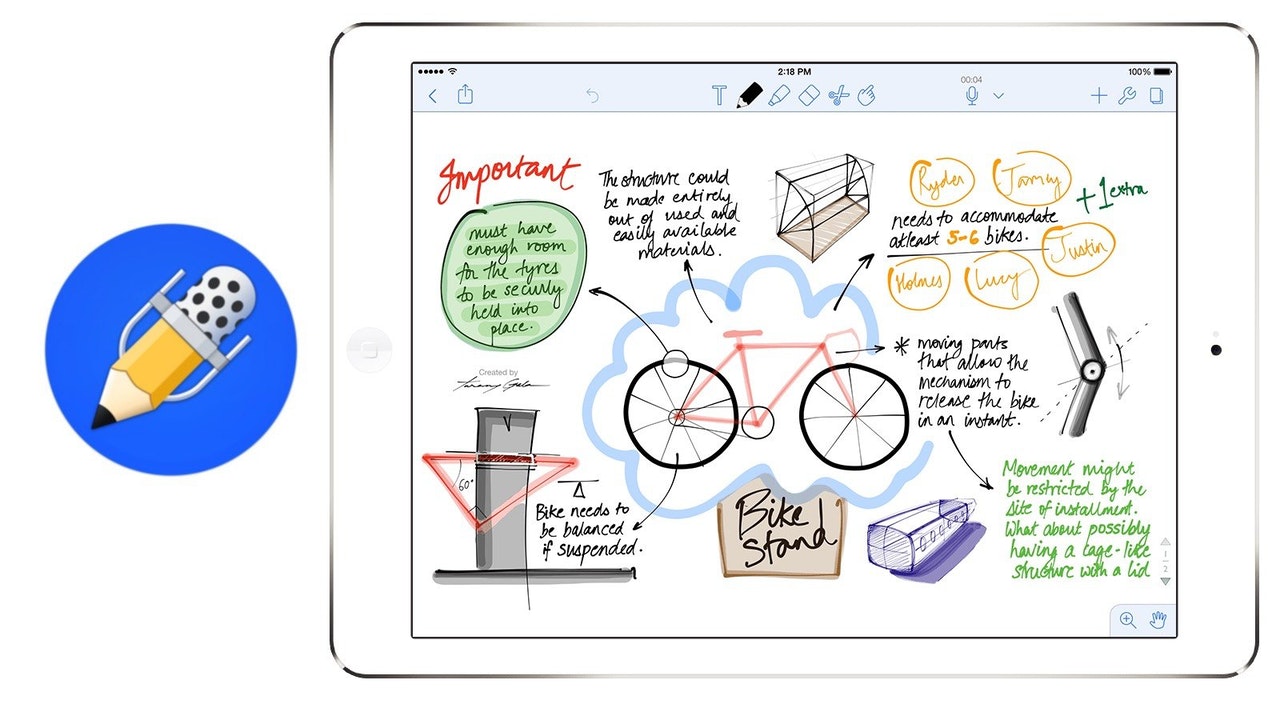 2:18 PM
100%
00:04
T
Important
must have
enough room
for the tyres
to be securly
held into
place.
The structure could
be made entirely
out of used and
easily available
materials.
Ryder
+1 extra
needs to accommodate
atleast 5-6 bikes.
Justin
Holmes
Lucy
* moving parts
that allow the
mechanism to
release the bike
in an instant.
Created by
60°
Bike needs to
be balanced
if suspended.
Bike
Stand
Movement might
be restricted by the
site of installment.
What about possibly
having a cage-like
structure with a lid
1
2